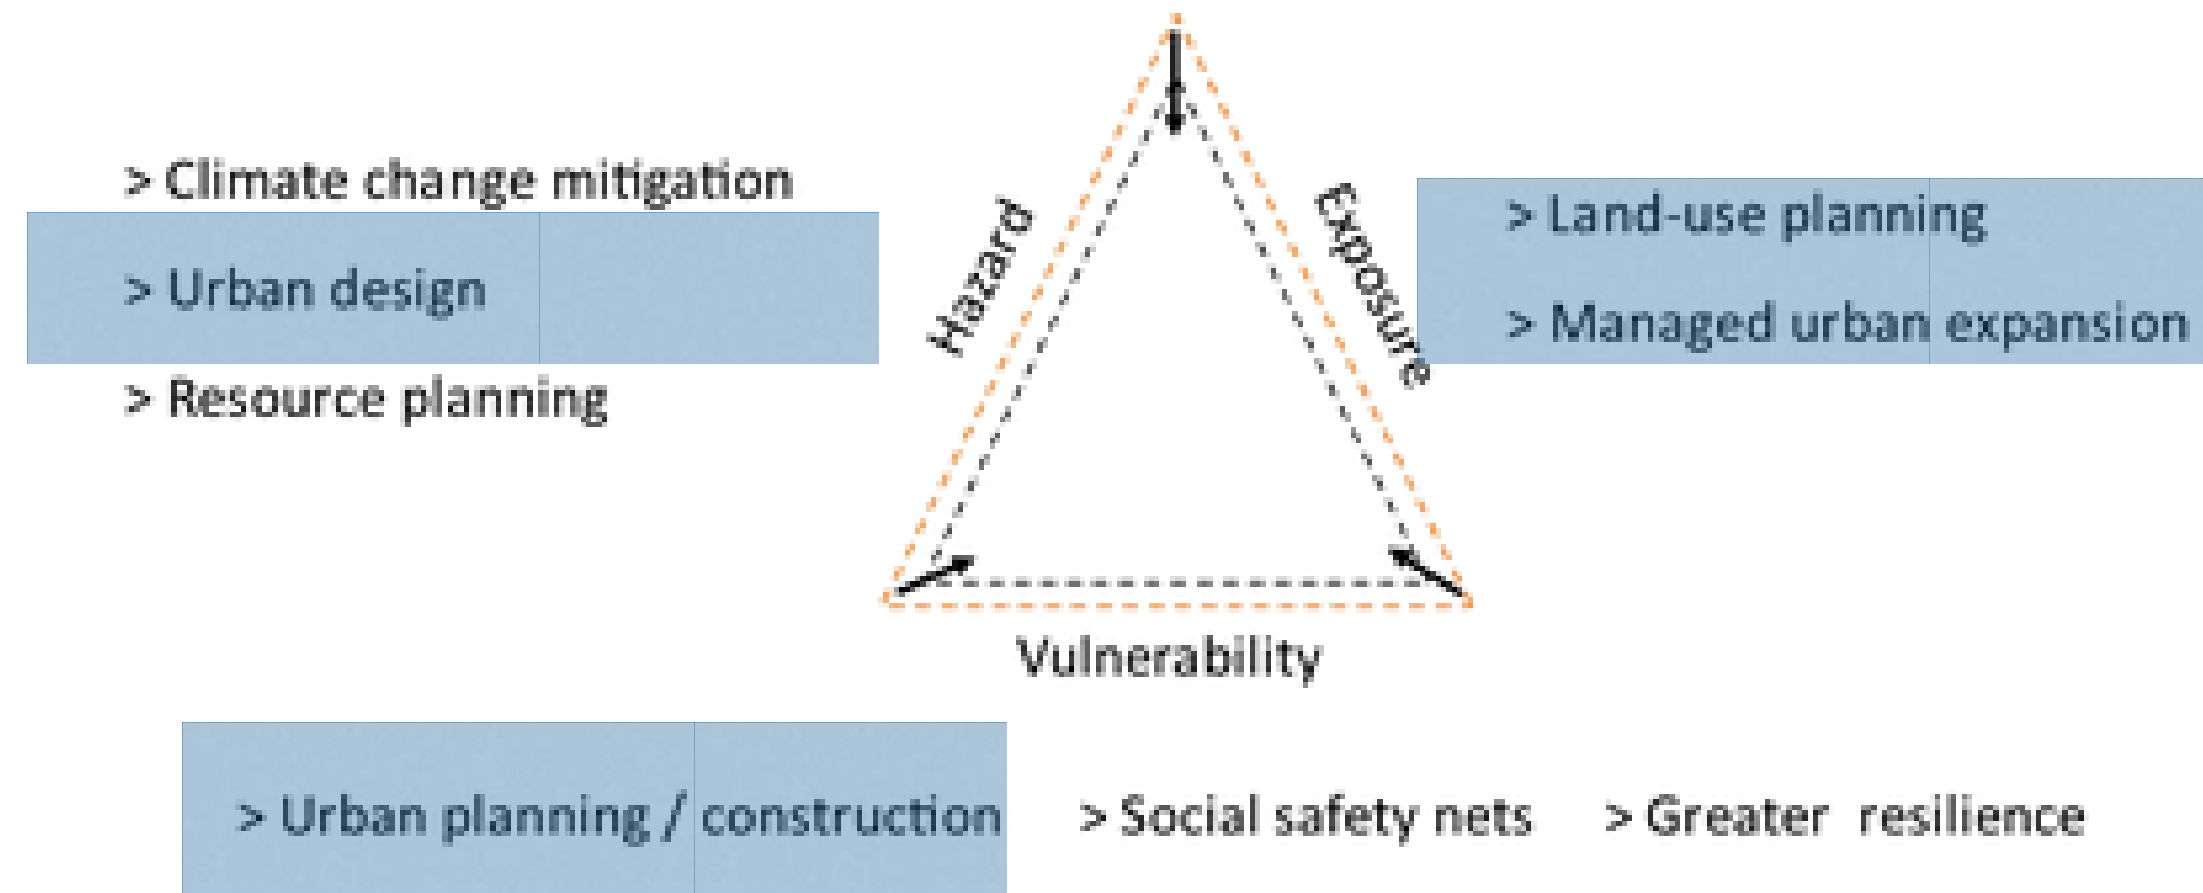 > Climate change mitigation
> Urban design
> Resource planning
Hazard
Exposure
> Land-use planning
> Managed urban expansion
Vulnerability
> Urban planning / construction
> Social safety nets
> Greater resilience